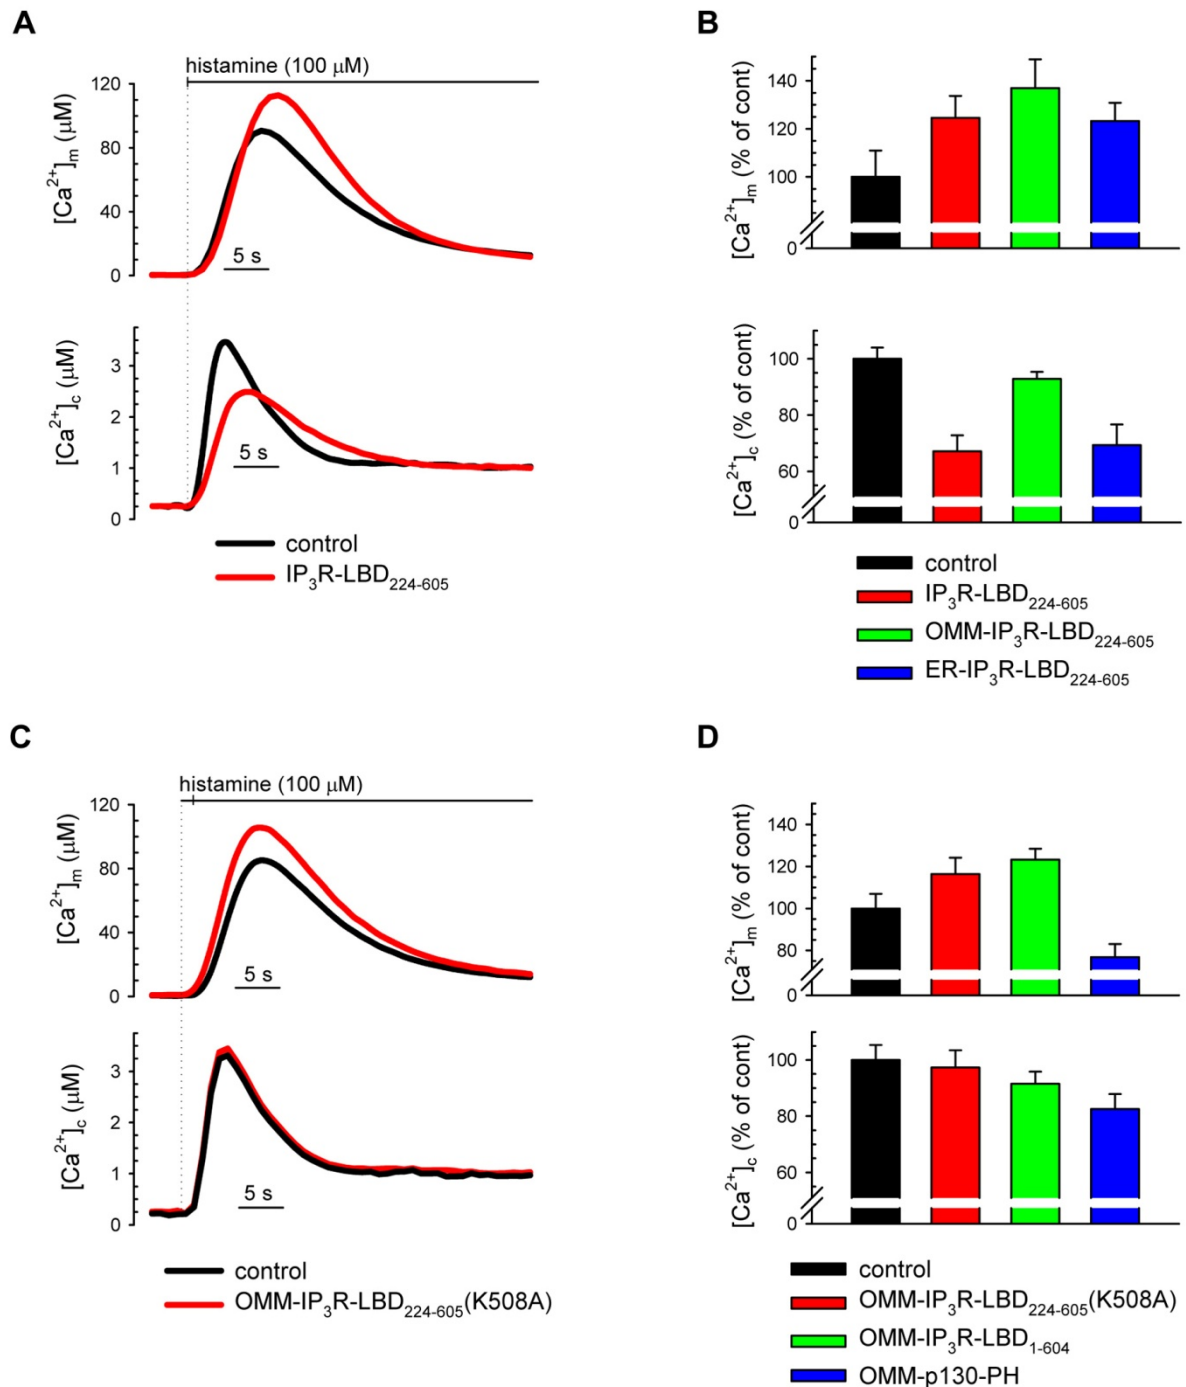 A
histamine (100 μM)
[Ca²⁺]ₘ (μM)
120
80
40
0
5 s
[Ca²⁺]c (μM)
3
2
1
0
5 s
control
IP₃R-LBD₂₂₄₋₆₀₅
B
[Ca²⁺]ₘ (% of cont)
140
120
100
0
[Ca²⁺]c (% of cont)
100
80
60
0
control
IP₃R-LBD₂₂₄₋₆₀₅
OMM-IP₃R-LBD₂₂₄₋₆₀₅
ER-IP₃R-LBD₂₂₄₋₆₀₅
C
histamine (100 μM)
[Ca²⁺]ₘ (μM)
120
80
40
0
5 s
[Ca²⁺]c (μM)
3
2
1
0
5 s
control
OMM-IP₃R-LBD₂₂₄₋₆₀₅(K508A)
D
[Ca²⁺]ₘ (% of cont)
140
120
100
80
0
[Ca²⁺]c (% of cont)
100
80
60
0
control
OMM-IP₃R-LBD₂₂₄₋₆₀₅(K508A)
OMM-IP₃R-LBD₁₋₆₀₄
OMM-p130-PH